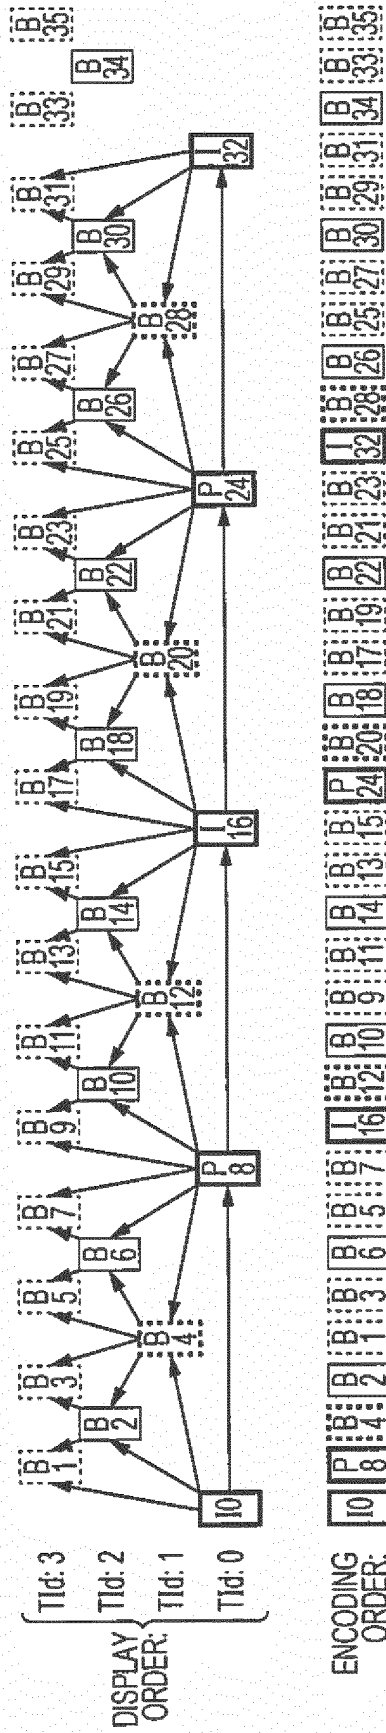 DISPLAY
ORDER:
TId: 3
B 1
B 3
B 5
B 7
B 9
B 11
B 13
B 15
B 17
B 19
B 21
B 23
B 25
B 27
B 29
B 31
B 33
B 35
TId: 2
B 2
B 6
B 10
B 14
B 18
B 22
B 26
B 30
B 34
TId: 1
B 4
B 12
B 20
B 28
TId: 0
I0
P 8
I 16
P 24
I 32
ENCODING
ORDER:
I0
P 8
B 4
B 2
B 1
B 3
B 6
B 5
B 7
I 16
B 12
B 10
B 9
B 11
B 14
B 13
B 15
P 24
B 20
B 18
B 17
B 19
B 22
B 21
B 23
I 32
B 28
B 26
B 25
B 27
B 30
B 29
B 31
B 34
B 33
B 35